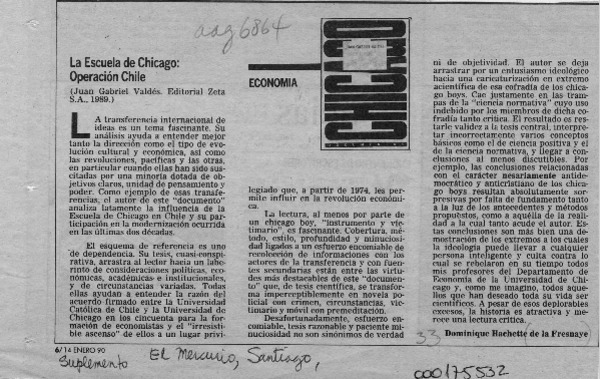 aag6864
La Escuela de Chicago:
Operación Chile
(Juan Gabriel Valdés. Editorial Zeta
S.A., 1989.)
LA transferencia internacional de
ideas es un tema fascinante. Su
análisis ayuda a entender mejor
tanto la dirección como el tipo de evo-
lución cultural y económica, así como
las revoluciones, pacíficas y las otras,
en particular cuando ellas han sido sus-
citadas por una minoría dotada de ob-
jetivos claros, unidad de pensamiento y
poder. Como ejemplo de esas transfe-
rencias, el autor de este "documento"
analiza latamente la influencia de la
Escuela de Chicago en Chile y su par-
ticipación en la modernización ocurrida
en las últimas dos décadas.
El esquema de referencia es uno
de dependencia. Su tesis, cuasi-conspi-
rativa, arrastra al lector hacia un labe-
rinto de consideraciones políticas, eco-
nómicas, académicas e institucionales,
y de circunstancias variadas. Todas
ellas ayudan a entender la razón del
acuerdo firmado entre la Universidad
Católica de Chile y la Universidad de
Chicago en los cincuenta para la for-
mación de economistas y el "irresisti-
ble ascenso" de ellos a un lugar privi-
ECONOMIA
CHICAGO
legiado que, a partir de 1974, les per-
mite influir en la revolución económi-
ca.
La lectura, al menos por parte de
un chicago boy, "instrumento y vic-
timario", es fascinante. Cobertura, mé-
todo, estilo, profundidad y minuciosi-
dad ligados a un esfuerzo encomiable de
recolección de informaciones con los
actores de la transferencia y con fuen-
tes secundarias están entre las virtu-
des más destacables de este "documen-
to" que, de tesis científica, se transfor-
ma imperceptiblemente en novela po-
licial con crimen, circunstancias, vic-
timario y móvil con premeditación.
Desafortunadamente, esfuerzo en-
comiable, tesis razonable y paciente mi-
nuciosidad no son sinónimos de verdad
ni de objetividad. El autor se deja
arrastrar por un entusiasmo ideológico
hacia una caricaturización en extremo
acientífica de esa cofradía de los chica-
go boys. Cae justamente en las tram-
pas de la "ciencia normativa" cuyo uso
indebido por los miembros de dicha co-
fradía tanto critica. El resultado es res-
tarle validez a la tesis central, interpre-
tar incorrectamente varios conceptos
básicos como el de ciencia positiva y el
de la ciencia normativa, y llegar a con-
clusiones al menos discutibles. Por
ejemplo, las conclusiones relacionadas
con el carácter nesariamente antide-
mocrático y anticristiano de los chica-
go boys resultan absolutamente sor-
presivas por falta de fundamento tanto
a la luz de los antecedentes y métodos
propuestos, como a aquélla de la reali-
dad a la cual tanto acude el autor. Es-
tas conclusiones son más bien una de-
mostración de los extremos a los cuales
la ideología puede llevar a cualquier
persona inteligente y culta contra lo
cual se rebelaron en su tiempo todos
mis profesores del Departamento de
Economía de la Universidad de Chica-
go y, como me imagino, todos aque-
llos que han deseado toda su vida ser
científicos. A pesar de esos deplorables
excesos, la historia es atractiva y me-
rece una lectura crítica.
33
Dominique Hachette de la Fresnaye
6/14 ENERO 90
Suplemento El Mercurio, Santiago,
000175532